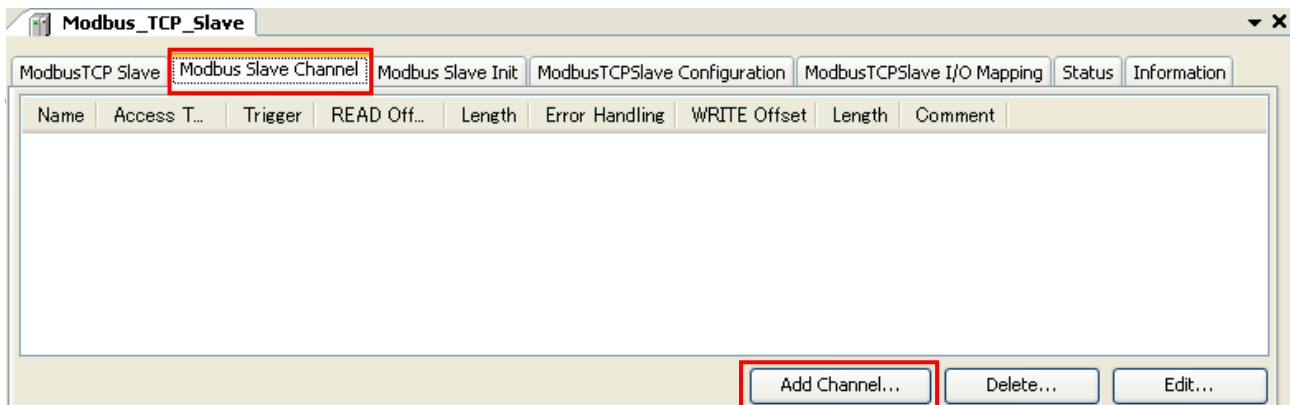 Modbus_TCP_Slave
ModbusTCP Slave Modbus Slave Channel Modbus Slave Init ModbusTCPSlave Configuration ModbusTCPSlave I/O Mapping Status Information
Name Access T... Trigger READ Off... Length Error Handling WRITE Offset Length Comment
Add Channel... Delete... Edit...